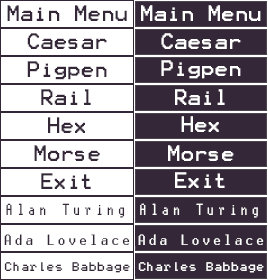 Main Menu Main Menu
Caesar Caesar
Pigpen Pigpen
Rail Rail
Hex Hex
Morse Morse
Exit Exit
Alan Turing Alan Turing
Ada Lovelace Ada Lovelace
Charles Babbage Charles Babbage